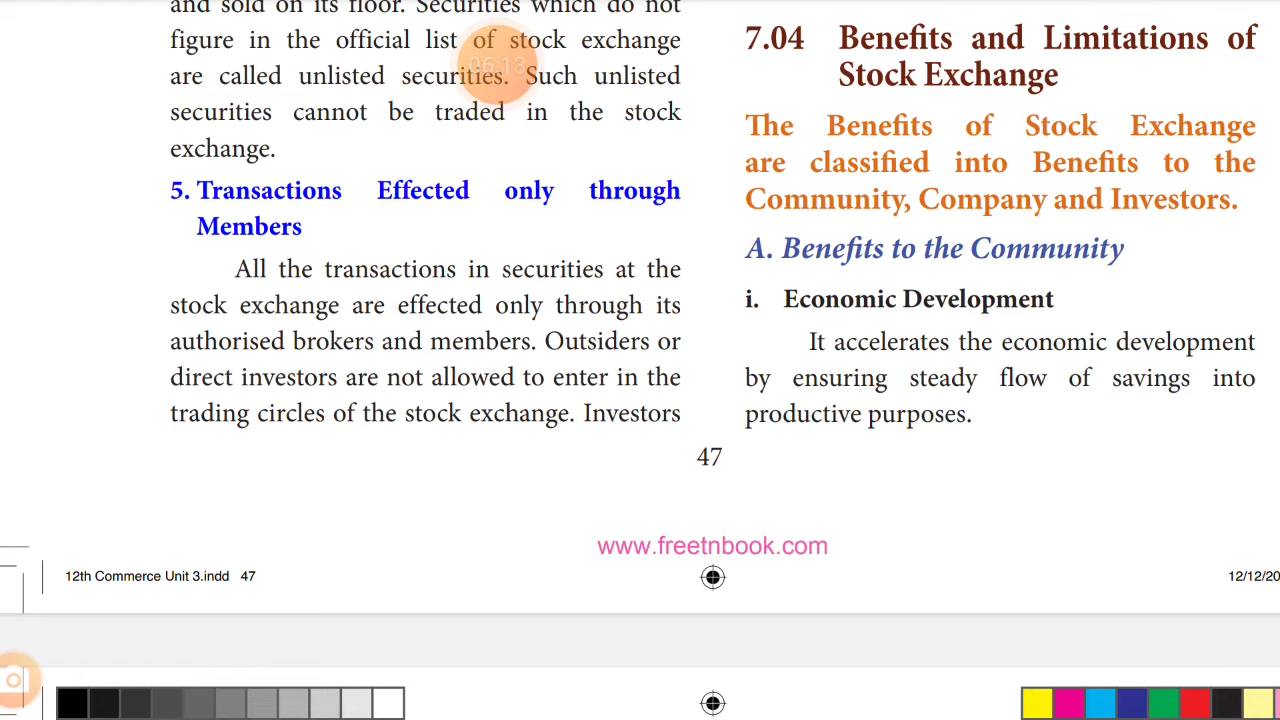 and sold on its floor. Securities which do not
figure in the official list of stock exchange
are called unlisted securities. Such unlisted
securities cannot be traded in the stock
exchange.
5. Transactions Effected only through
Members
All the transactions in securities at the
stock exchange are effected only through its
authorised brokers and members. Outsiders or
direct investors are not allowed to enter in the
trading circles of the stock exchange. Investors
7.04 Benefits and Limitations of
Stock Exchange
The Benefits of Stock Exchange
are classified into Benefits to the
Community, Company and Investors.
A. Benefits to the Community
i. Economic Development
It accelerates the economic development
by ensuring steady flow of savings into
productive purposes.
47
www.freetnbook.com
12th Commerce Unit 3.indd 47
12/12/20
06:13